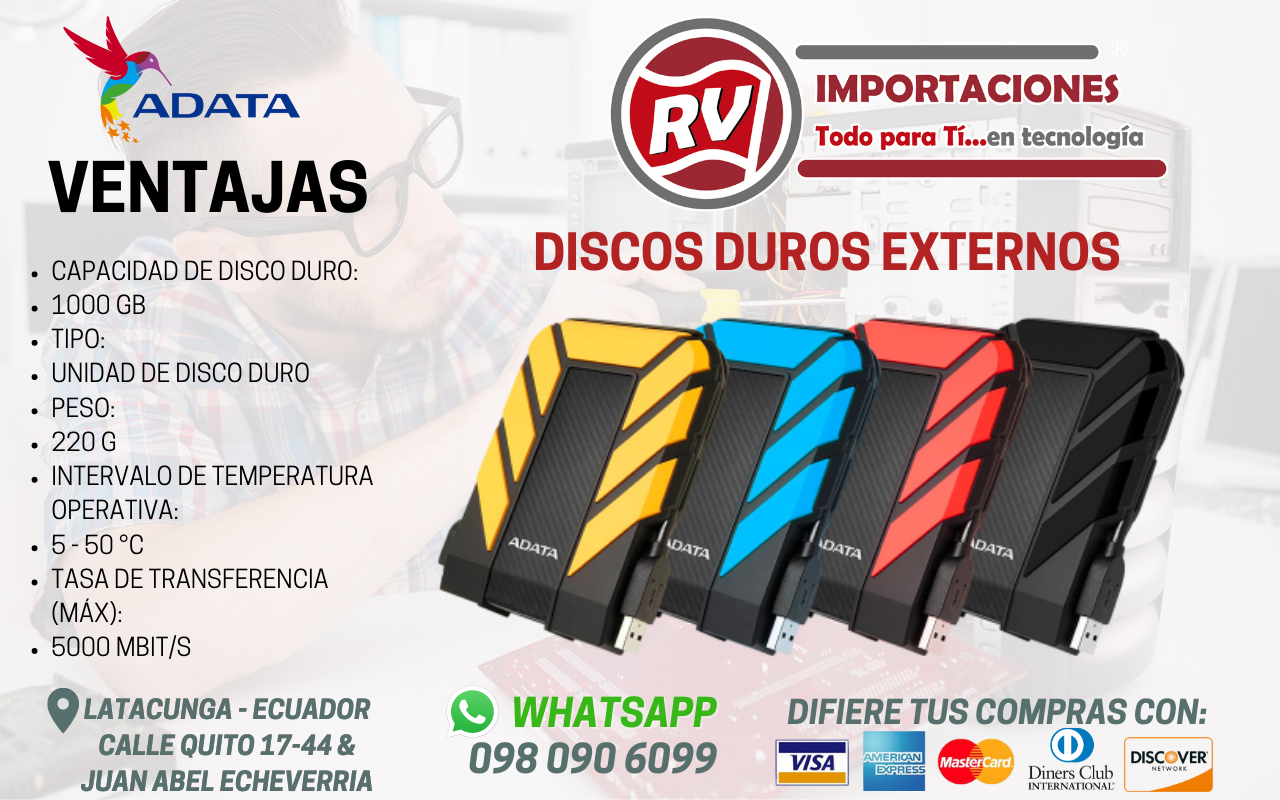 ADATA
VENTAJAS
• CAPACIDAD DE DISCO DURO:
• 1000 GB
• TIPO:
• UNIDAD DE DISCO DURO
• PESO:
• 220 G
• INTERVALO DE TEMPERATURA
OPERATIVA:
• 5 - 50 °C
• TASA DE TRANSFERENCIA
(MÁX):
• 5000 MBIT/S
RV
IMPORTACIONES
®
Todo para Tí...en tecnología
DISCOS DUROS EXTERNOS
ADATA
ADATA
ADATA
ADATA
LATACUNGA - ECUADOR
CALLE QUITO 17-44 &
JUAN ABEL ECHEVERRIA
WHATSAPP
098 090 6099
DIFIERE TUS COMPRAS CON:
VISA
AMERICAN
EXPRESS
MasterCard
Diners Club
INTERNATIONAL
DISCOVER
NETWORK